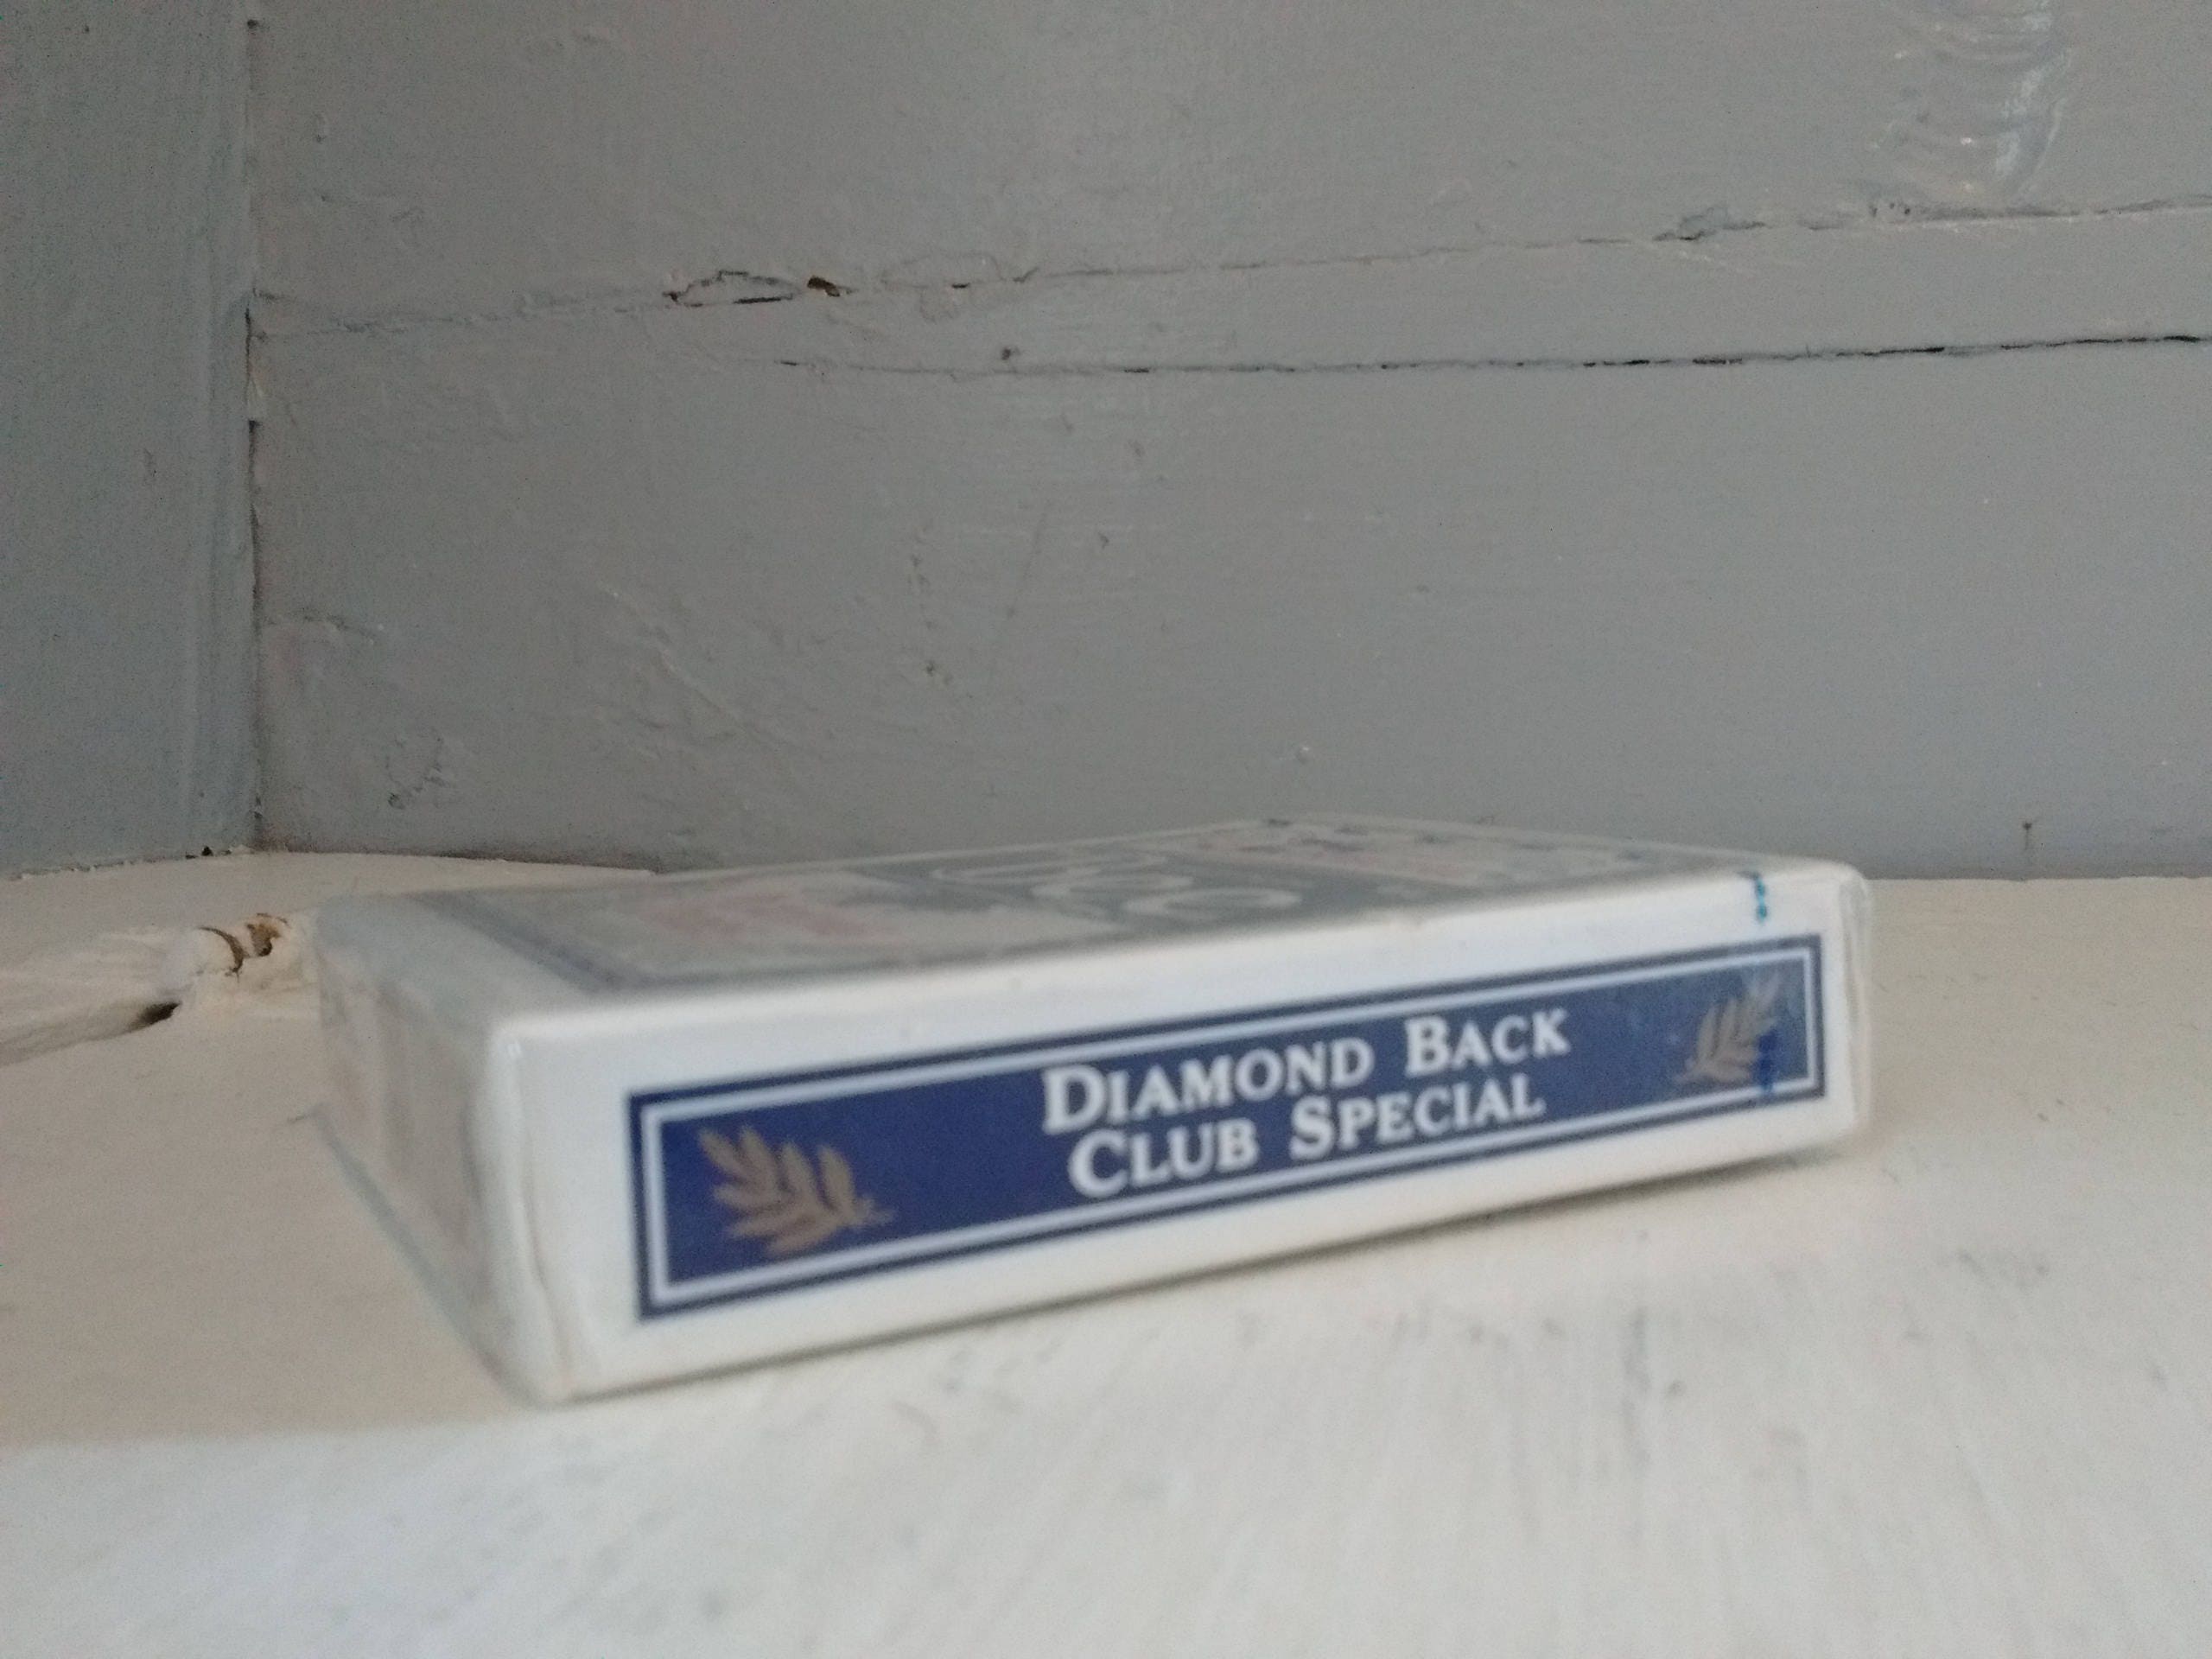 DIAMOND BACK
CLUB SPECIAL